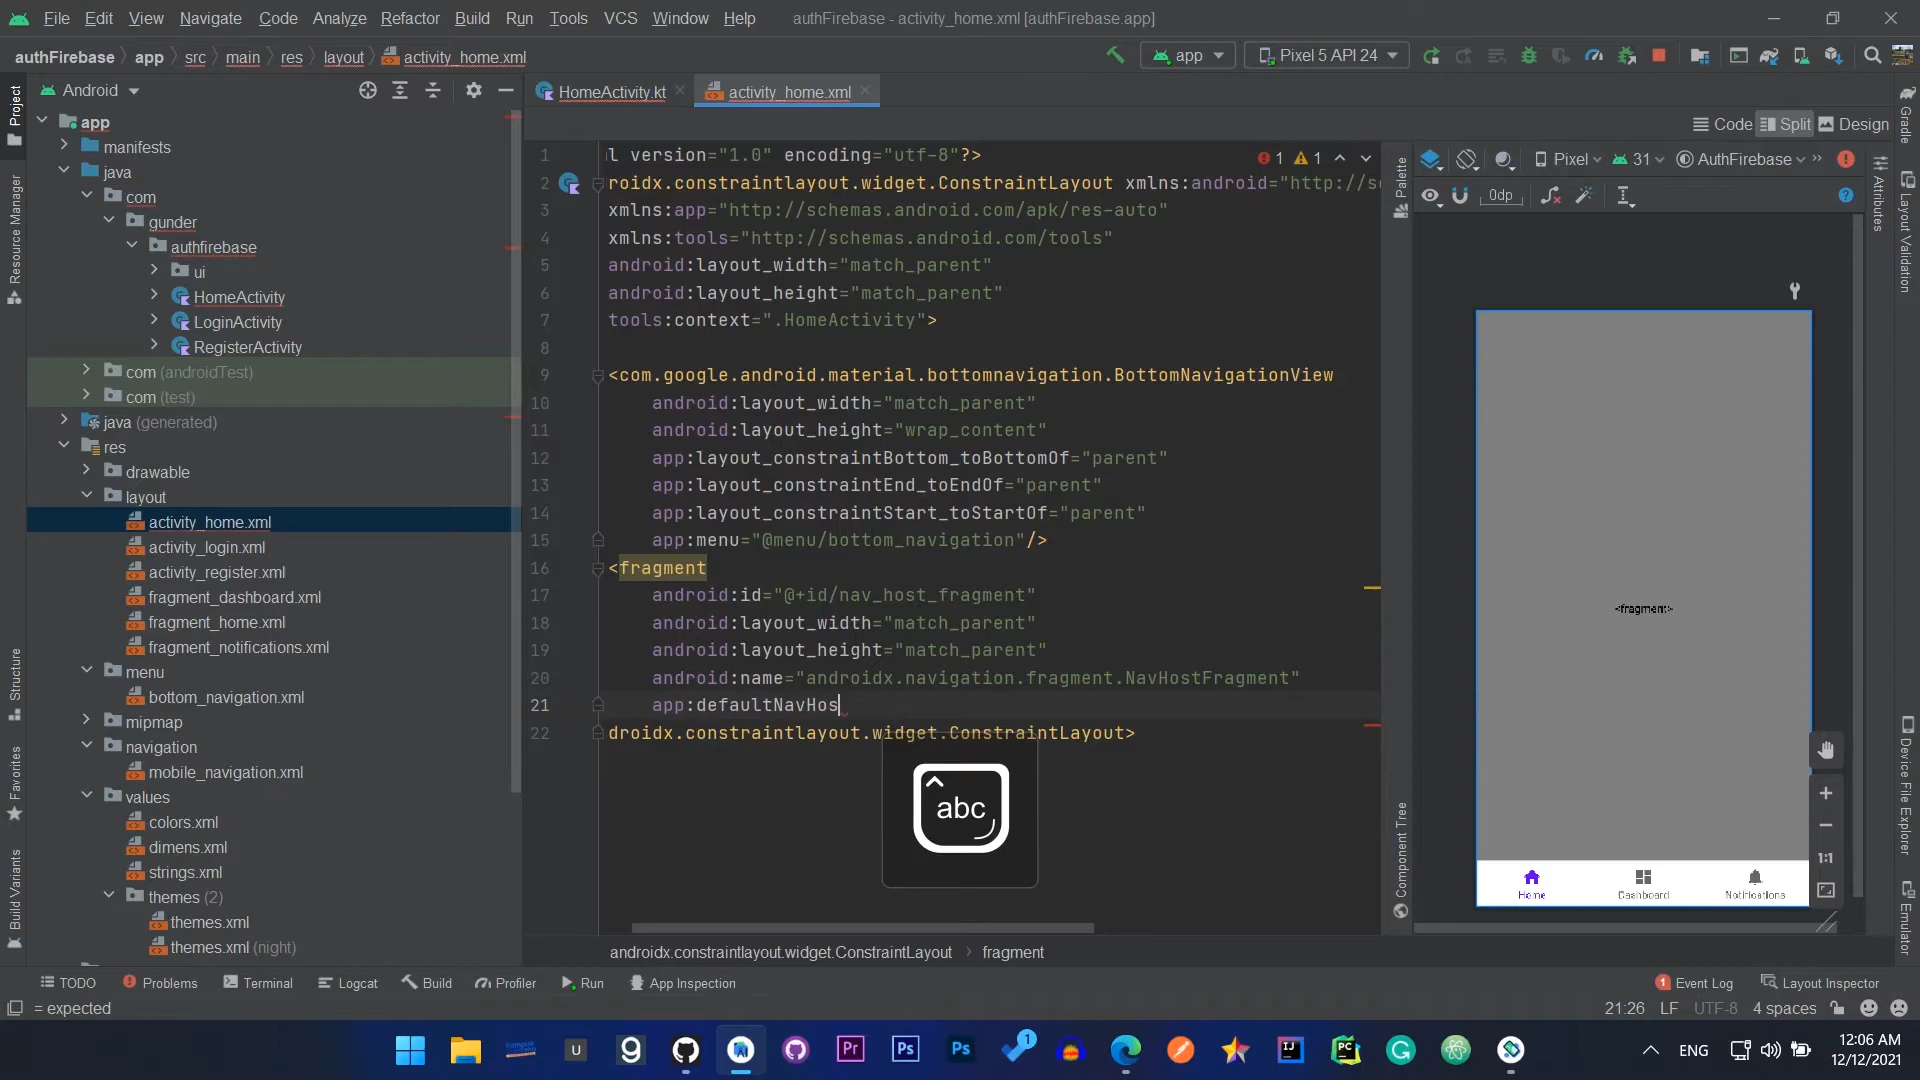 File Edit View Navigate Code Analyze Refactor Build Run Tools VCS Window Help authFirebase - activity_home.xml [authFirebase.app]
authFirebase app src main res layout activity_home.xml app Pixel 5 API 24
Project
Resource Manager
Structure
Favorites
Build Variants
Android
app
manifests
java
com
gunder
authfirebase
ui
HomeActivity
LoginActivity
RegisterActivity
com (androidTest)
com (test)
java (generated)
res
drawable
layout
activity_home.xml
activity_login.xml
activity_register.xml
fragment_dashboard.xml
fragment_home.xml
fragment_notifications.xml
menu
bottom_navigation.xml
mipmap
navigation
mobile_navigation.xml
values
colors.xml
dimens.xml
strings.xml
themes (2)
themes.xml
themes.xml (night)
HomeActivity.kt activity_home.xml
Code Split Design
1 l version="1.0" encoding="utf-8"?> 1 1
2 roidx.constraintlayout.widget.ConstraintLayout xmlns:android="http://sc
3 xmlns:app="http://schemas.android.com/apk/res-auto"
4 xmlns:tools="http://schemas.android.com/tools"
5 android:layout_width="match_parent"
6 android:layout_height="match_parent"
7 tools:context=".HomeActivity">
8
9 <com.google.android.material.bottomnavigation.BottomNavigationView
10 android:layout_width="match_parent"
11 android:layout_height="wrap_content"
12 app:layout_constraintBottom_toBottomOf="parent"
13 app:layout_constraintEnd_toEndOf="parent"
14 app:layout_constraintStart_toStartOf="parent"
15 app:menu="@menu/bottom_navigation"/>
16 <fragment
17 android:id="@+id/nav_host_fragment"
18 android:layout_width="match_parent"
19 android:layout_height="match_parent"
20 android:name="androidx.navigation.fragment.NavHostFragment"
21 app:defaultNavHos
22 droidx.constraintlayout.widget.ConstraintLayout>
abc
androidx.constraintlayout.widget.ConstraintLayout fragment
Palette
Component Tree
Pixel 31 AuthFirebase
0dp
<fragment>
Home Dashboard Notifications
1:1
Attributes
Gradle
Layout Validation
Device File Explorer
Emulator
TODO Problems Terminal Logcat Build Profiler Run App Inspection 1 Event Log Layout Inspector
= expected 21:26 LF UTF-8 4 spaces
U g Pr Ps Ps 1 IJ PC G ENG 12:06 AM
12/12/2021